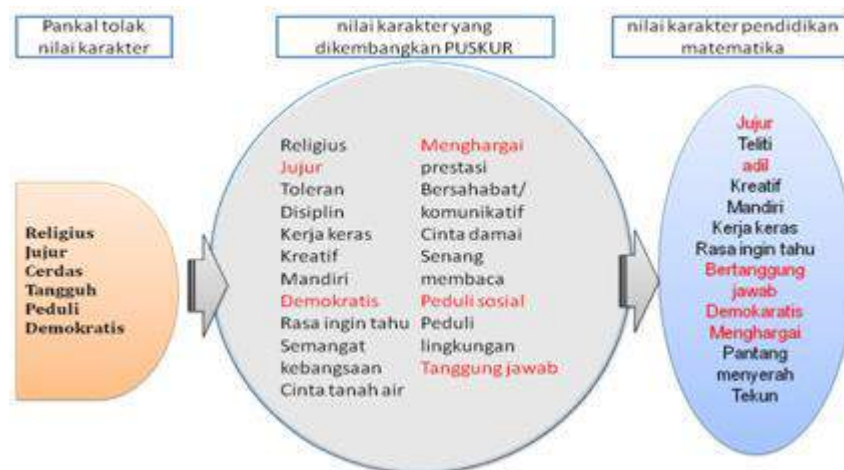 Pankal tolak
nilai karakter
nilai karakter yang
dikembangkan PUSKUR
nilai karakter pendidikan
matematika
Religius
Jujur
Cerdas
Tangguh
Peduli
Demokratis
Religius
Jujur
Toleran
Disiplin
Kerja keras
Kreatif
Mandiri
Demokratis
Rasa ingin tahu
Semangat
kebangsaan
Cinta tanah air
Menghargai
prestasi
Bersahabat/
komunikatif
Cinta damai
Senang
membaca
Peduli sosial
Peduli
lingkungan
Tanggung jawab
Jujur
Teliti
adil
Kreatif
Mandiri
Kerja keras
Rasa ingin tahu
Bertanggung
jawab
Demokaratis
Menghargai
Pantang
menyerah
Tekun